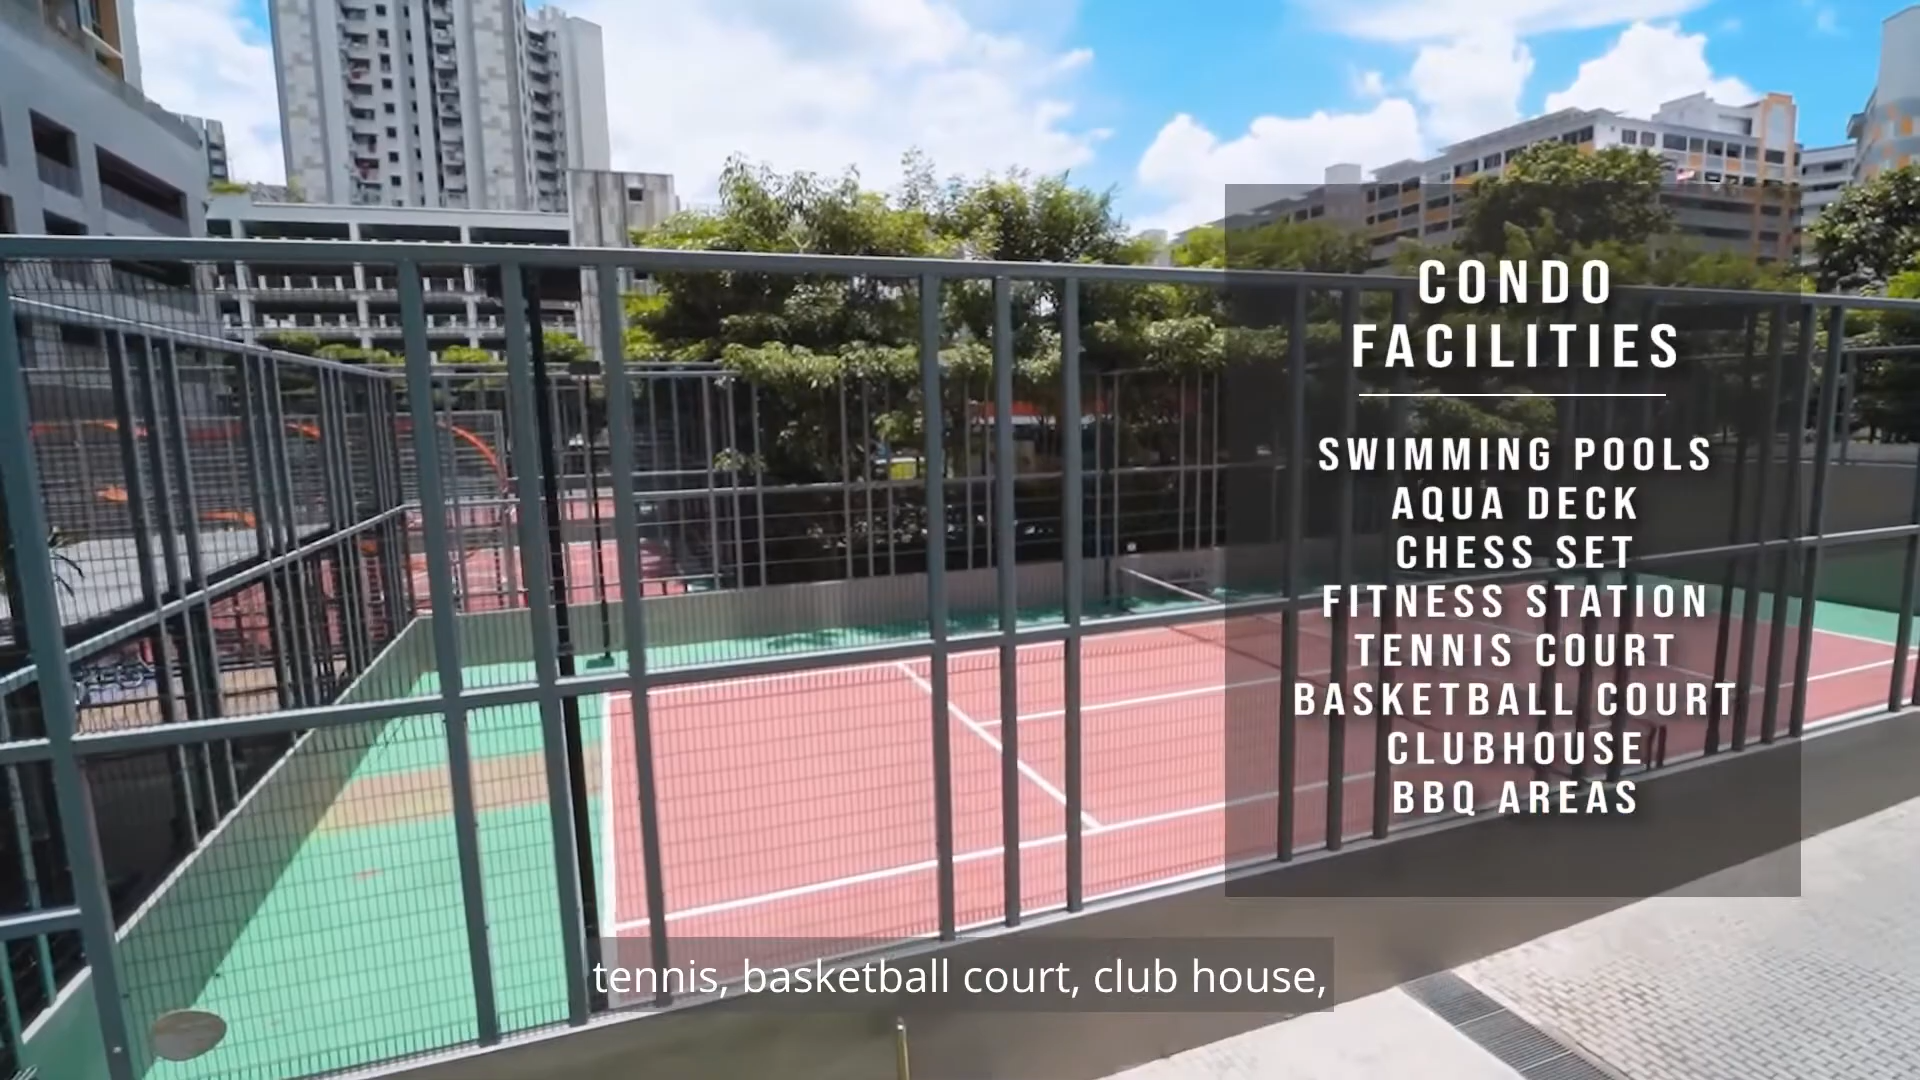 CONDO
FACILITIES
SWIMMING POOLS
AQUA DECK
CHESS SET
FITNESS STATION
TENNIS COURT
BASKETBALL COURT
CLUBHOUSE
BBQ AREAS
tennis, basketball court, club house,